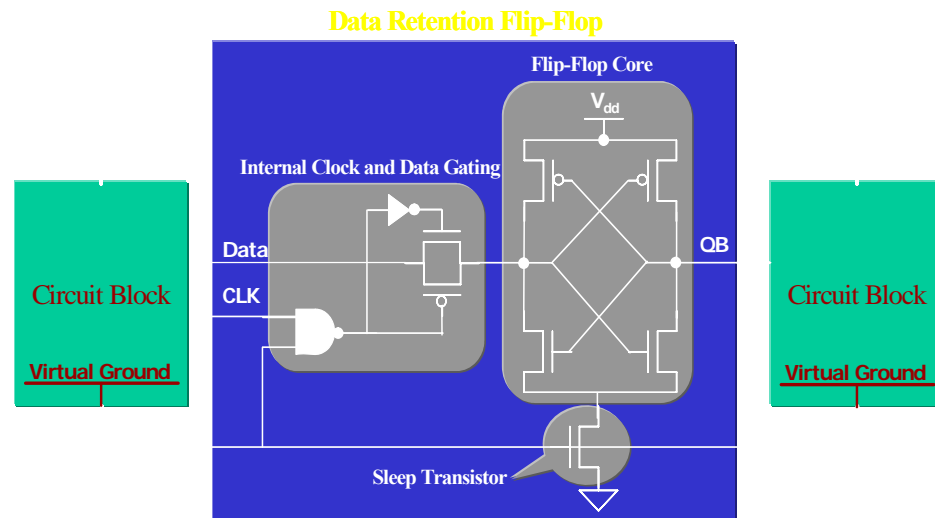 Data Retention Flip-Flop
Flip-Flop Core
Vdd
Internal Clock and Data Gating
Data
QB
CLK
Circuit Block
Circuit Block
Virtual Ground
Virtual Ground
Sleep Transistor